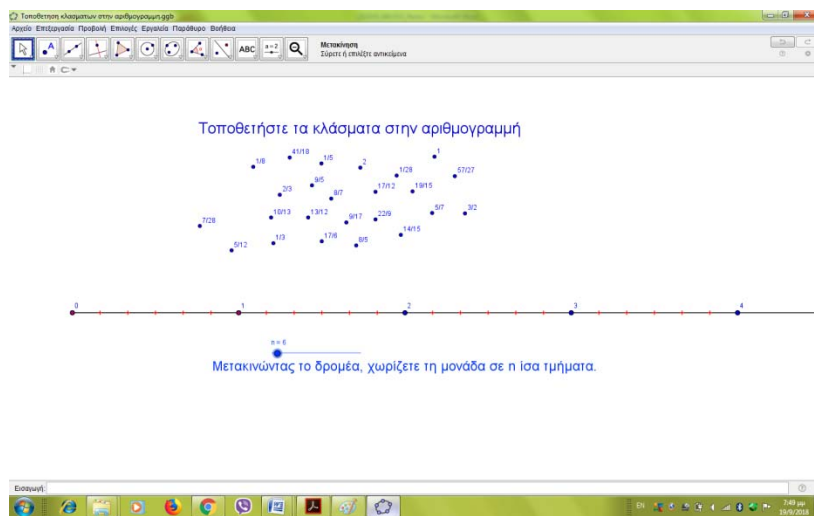 Τοποθετηση κλασματων στην αριθμογραμμη.ggb
Αρχείο Επεξεργασία Προβολή Επιλογές Εργαλεία Παράθυρο Βοήθεια
A
ABC
a = 2
Μετακίνηση
Σύρετε ή επιλέξτε αντικείμενα
Τοποθετήστε τα κλάσματα στην αριθμογραμμή
41/18 1/5 1
1/8 2 1/28 57/27
9/5
2/3 8/7 17/12 19/15
10/13 13/12 9/17 22/9 5/7 3/2
7/28
5/12 1/3 17/6 8/5 14/15
0 1 2 3 4
n = 6
Μετακινώντας το δρομέα, χωρίζετε τη μονάδα σε n ίσα τμήματα.
Εισαγωγή:
EN
7:49 μμ
19/9/2018